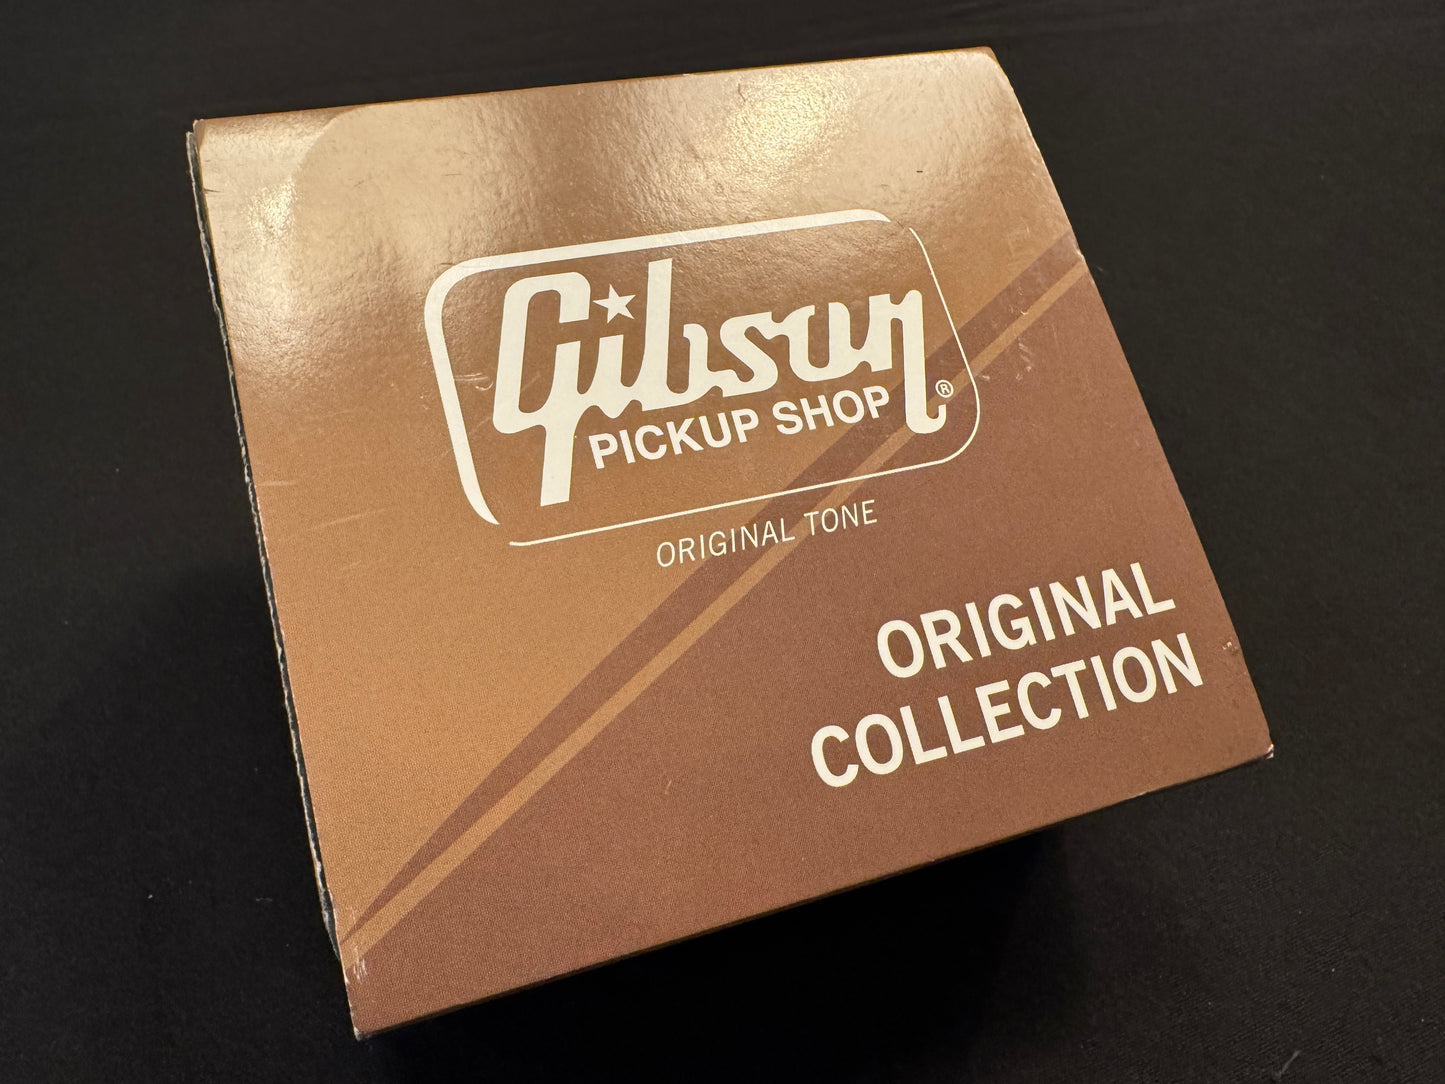 Gibson
PICKUP SHOP ®
ORIGINAL TONE
ORIGINAL
COLLECTION